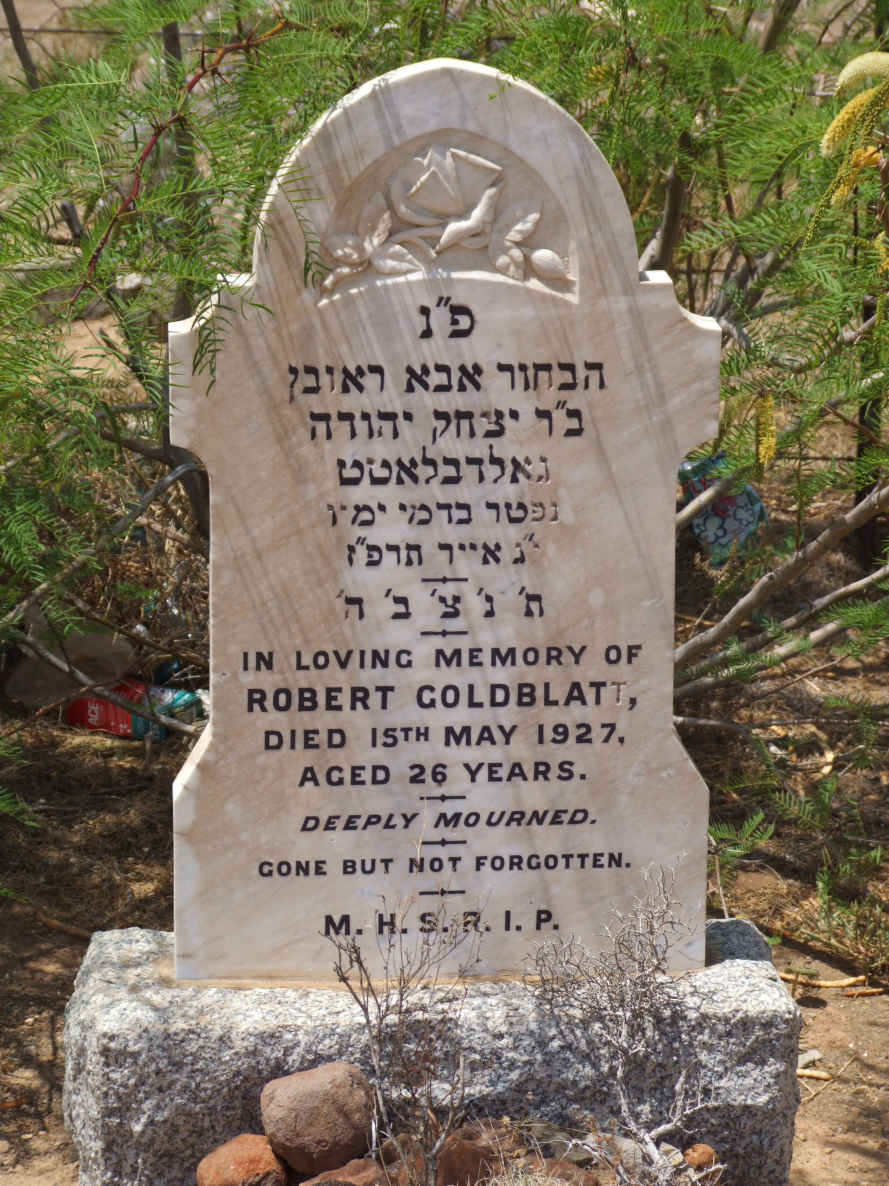 פ"נ
הבחור אבא ראובן
ב"ר יצחק יהודה
גאלדבלאטט
נפטר בדמי ימיו
י"ג אייר תרפ"ז
ת' נ' צ' ב' ה'
IN LOVING MEMORY OF
ROBERT GOLDBLATT,
DIED 15TH MAY 1927,
AGED 26 YEARS.
DEEPLY MOURNED.
GONE BUT NOT FORGOTTEN.
M.H.S.R.I.P.
ACE